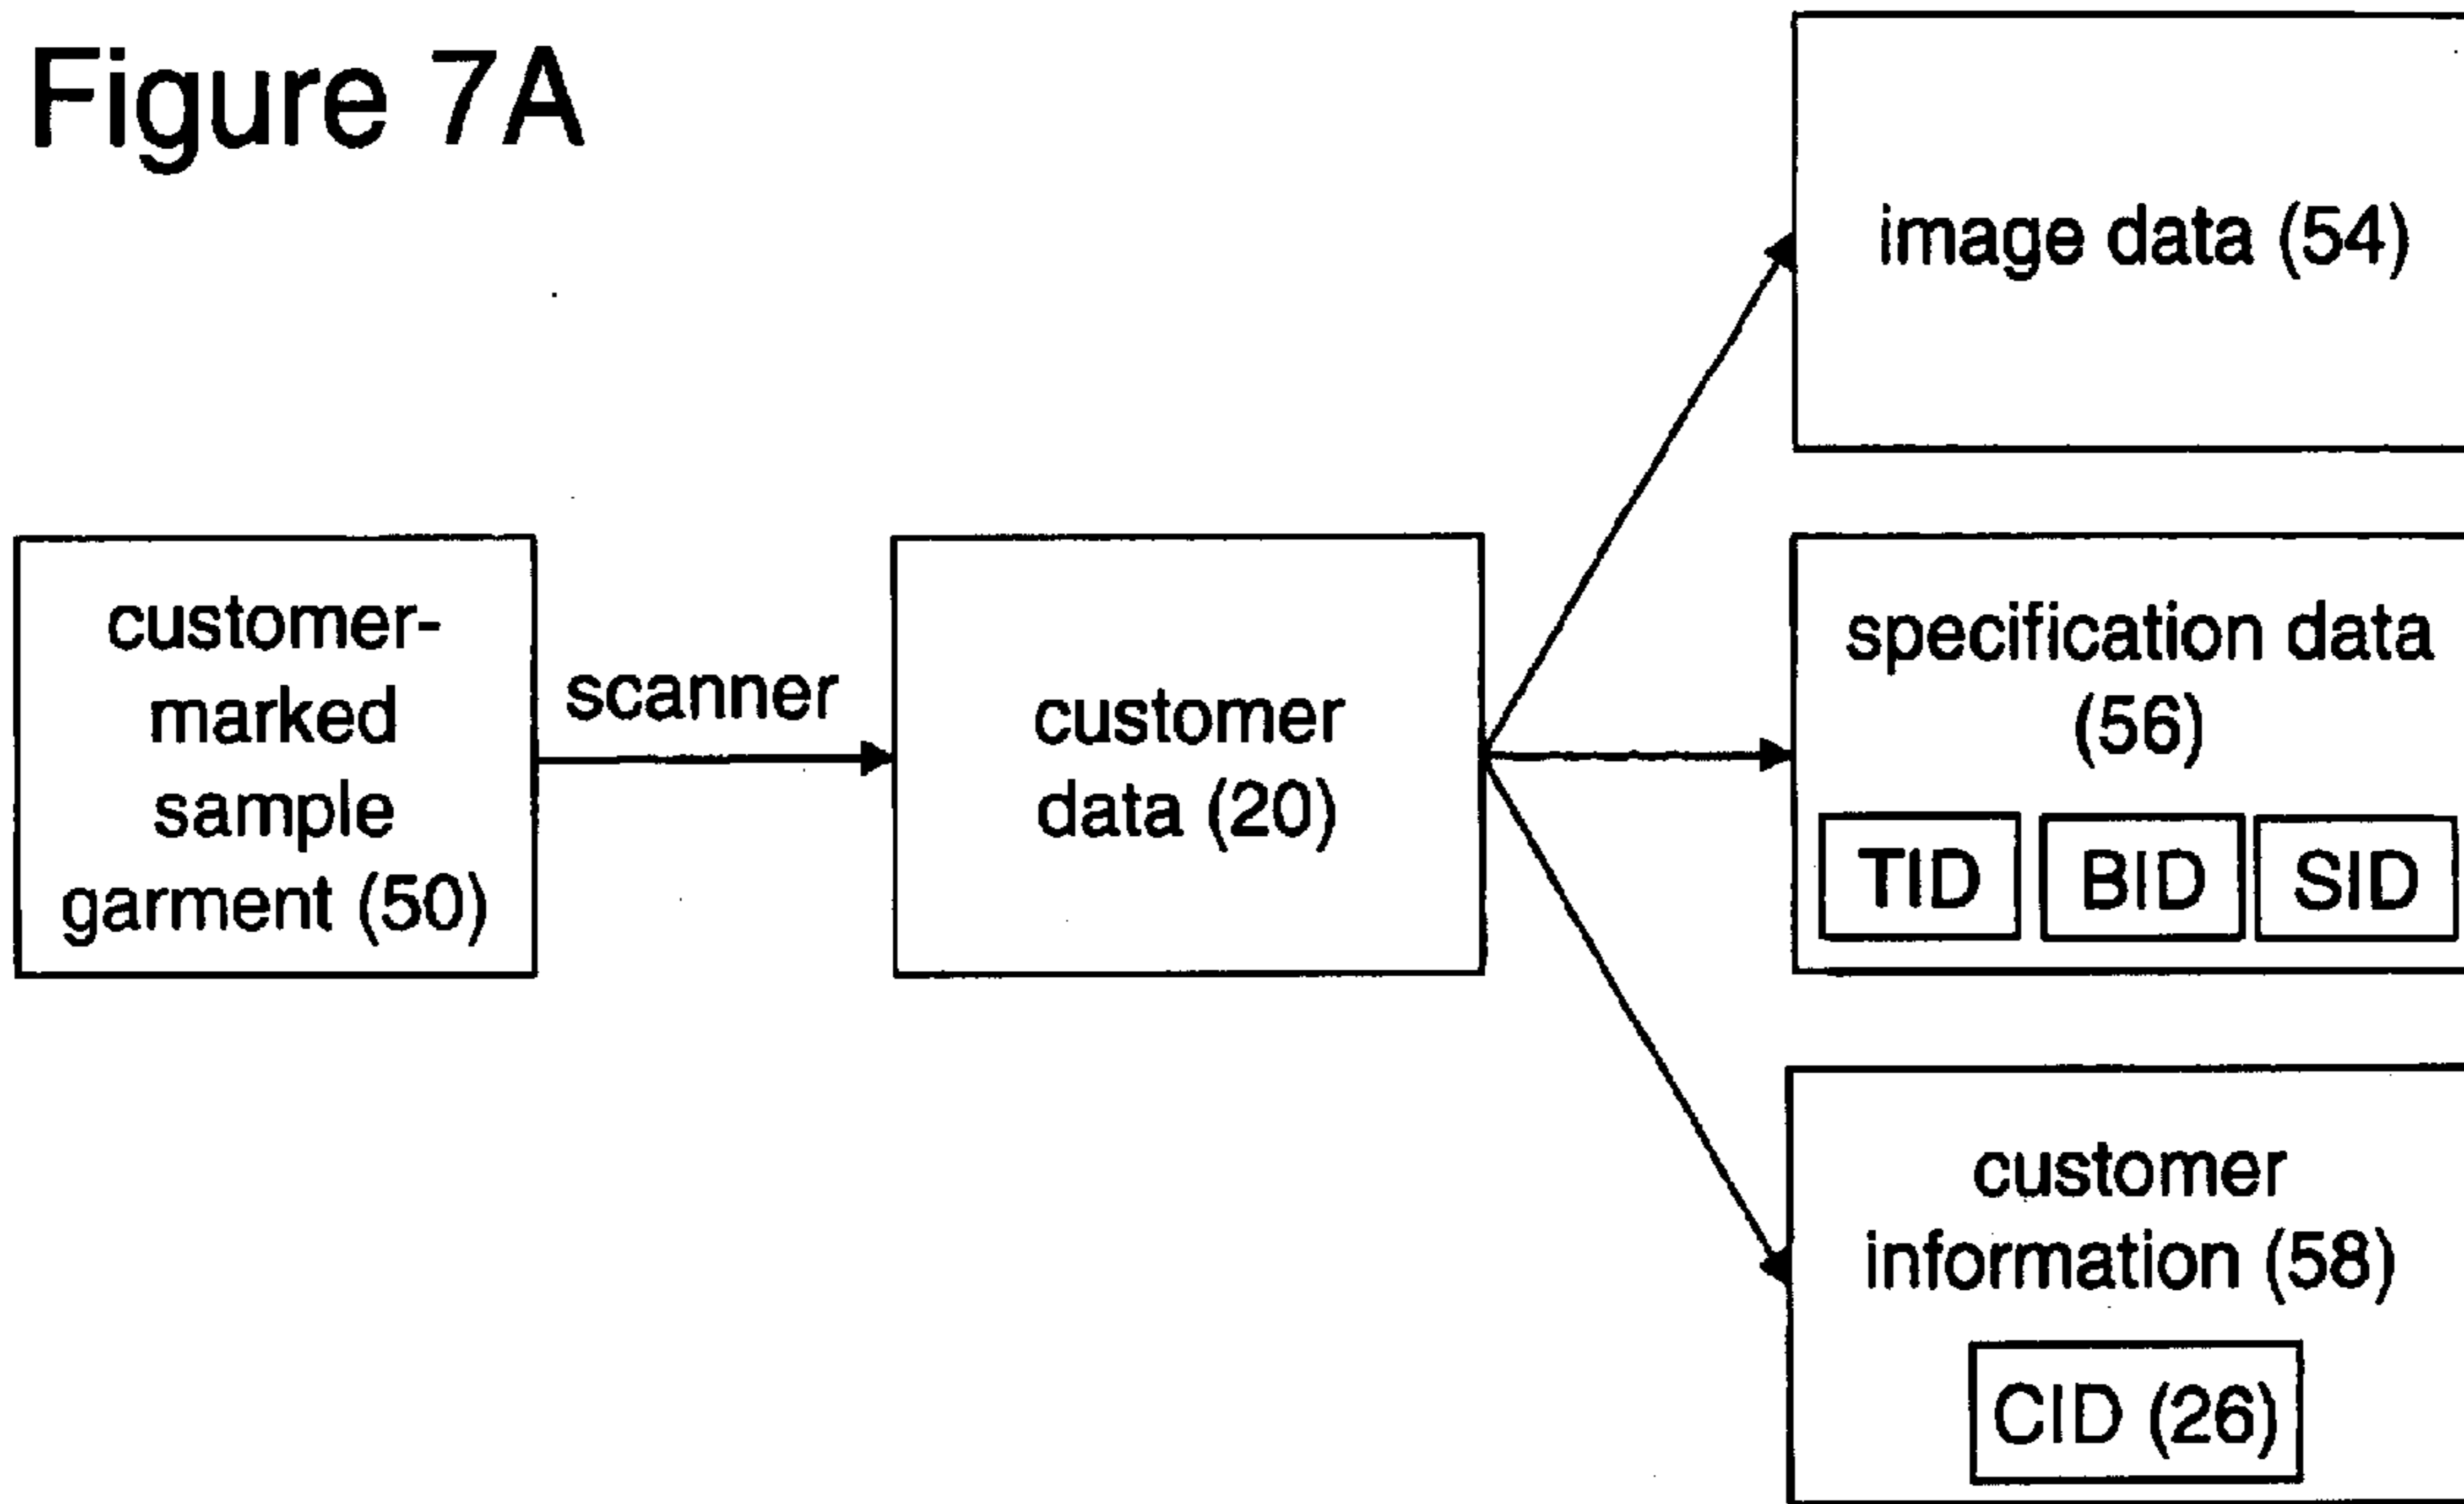 Figure 7A
customer-
marked
sample
garment (50)
scanner
customer
data (20)
image data (54)
specification data
(56)
TID BID SID
customer
information (58)
CID (26)